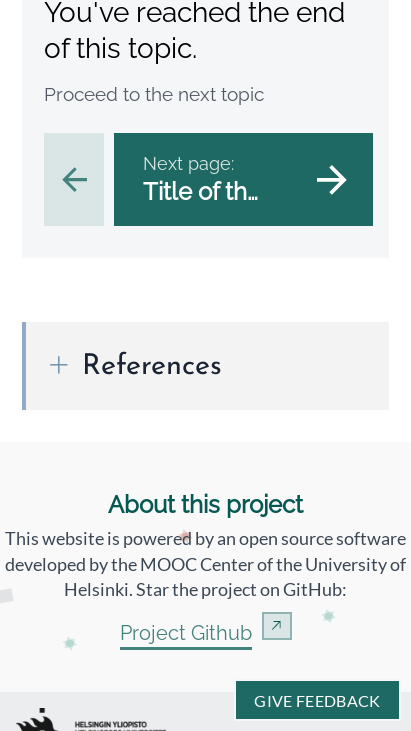 You've reached the end
of this topic.
Proceed to the next topic
Next page:
Title of th…
References
About this project
This website is powered by an open source software
developed by the MOOC Center of the University of
Helsinki. Star the project on GitHub:
Project Github
GIVE FEEDBACK
HELSINGIN YLIOPISTO